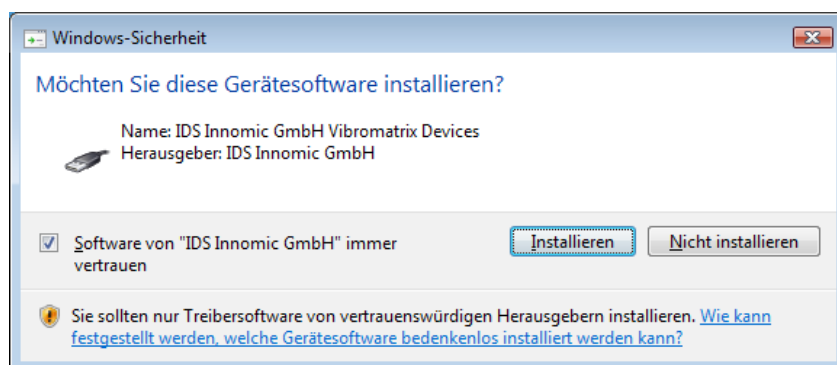 Windows-Sicherheit
Möchten Sie diese Gerätesoftware installieren?
Name: IDS Innomic GmbH Vibromatrix Devices
Herausgeber: IDS Innomic GmbH
Software von "IDS Innomic GmbH" immer
vertrauen
Installieren
Nicht installieren
Sie sollten nur Treibersoftware von vertrauenswürdigen Herausgebern installieren. Wie kann
festgestellt werden, welche Gerätesoftware bedenkenlos installiert werden kann?